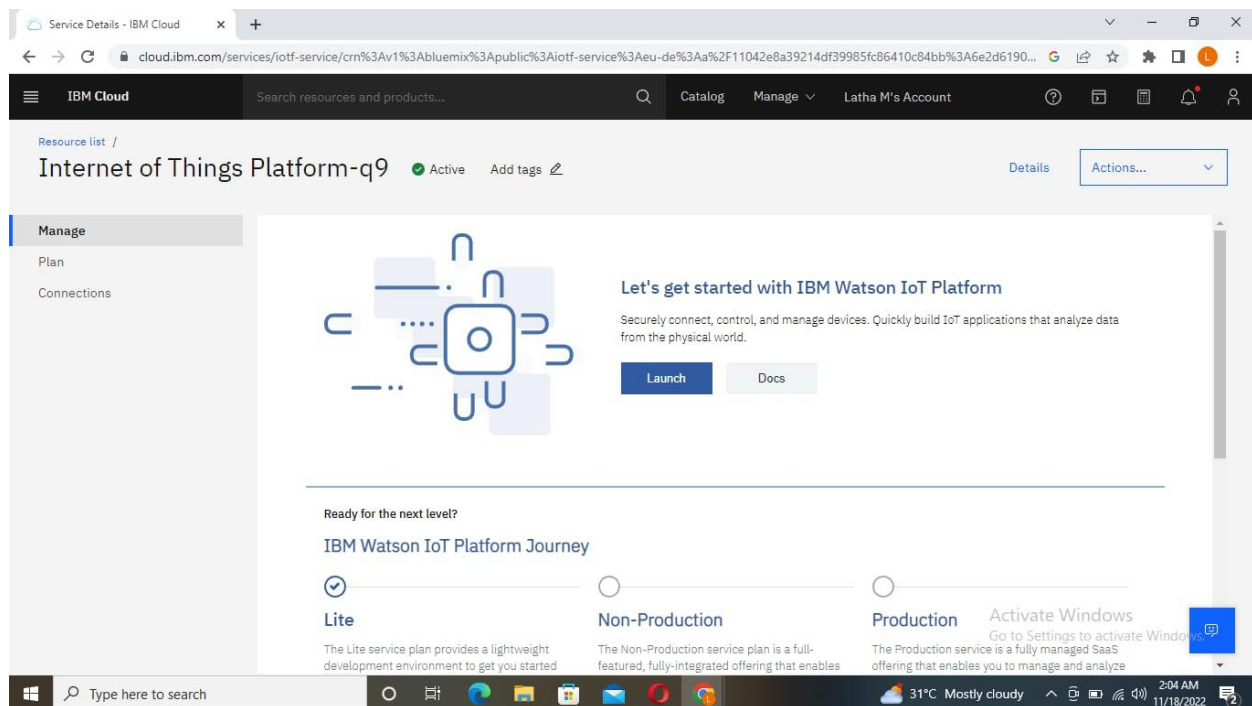 Service Details - IBM Cloud
cloud.ibm.com/services/iotf-service/crn%3Av1%3Abluemix%3Apublic%3Aiotf-service%3Aeu-de%3Aa%2F11042e8a39214df39985fc86410c84bb%3A6e2d6190...
L
IBM Cloud
Search resources and products...
Catalog
Manage
Latha M's Account
Resource list /
Internet of Things Platform-q9
Active
Add tags
Details
Actions...
Manage
Plan
Connections
Let's get started with IBM Watson IoT Platform
Securely connect, control, and manage devices. Quickly build IoT applications that analyze data
from the physical world.
Launch
Docs
Ready for the next level?
IBM Watson IoT Platform Journey
Lite
The Lite service plan provides a lightweight
development environment to get you started
Non-Production
The Non-Production service plan is a full-
featured, fully-integrated offering that enables
Production
The Production service is a fully managed SaaS
offering that enables you to manage and analyze
Activate Windows
Go to Settings to activate Windows.
Type here to search
31°C Mostly cloudy
2:04 AM
11/18/2022
2